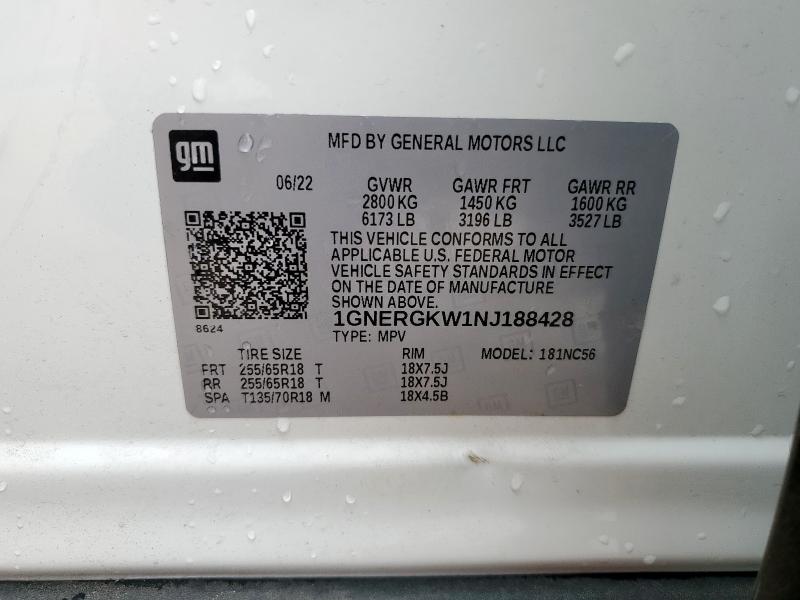 gm
MFD BY GENERAL MOTORS LLC
06/22 GVWR GAWR FRT GAWR RR
2800 KG 1450 KG 1600 KG
6173 LB 3196 LB 3527 LB
THIS VEHICLE CONFORMS TO ALL
APPLICABLE U.S. FEDERAL MOTOR
VEHICLE SAFETY STANDARDS IN EFFECT
ON THE DATE OF MANUFACTURE
SHOWN ABOVE.
8624
1GNERGKW1NJ188428
TYPE: MPV
TIRE SIZE RIM MODEL: 181NC56
FRT 255/65R18 T 18X7.5J
RR 255/65R18 T 18X7.5J
SPA T135/70R18 M 18X4.5B